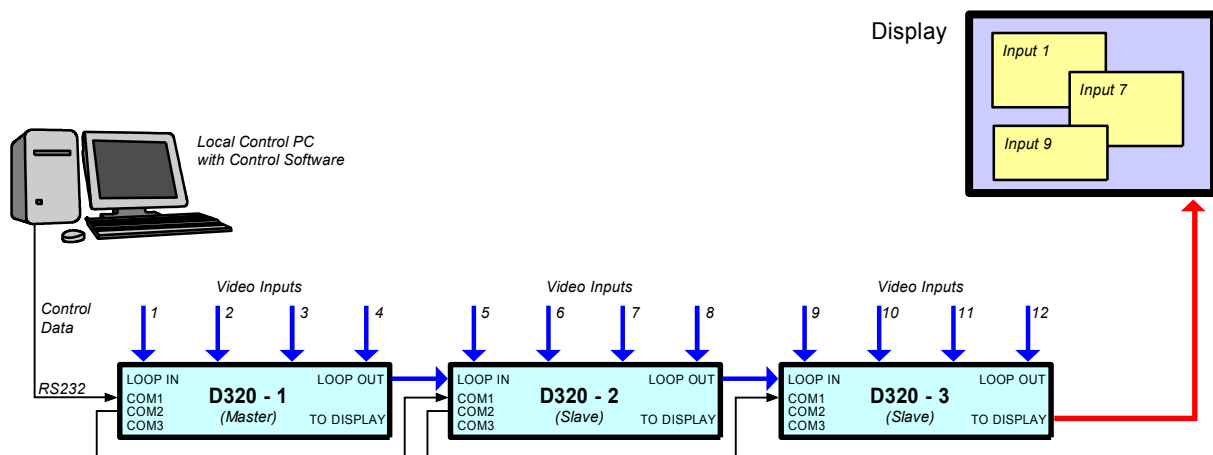 Display
Input 1
Input 7
Input 9
Local Control PC
with Control Software
Control
Data
RS232
Video Inputs
1 2 3 4
Video Inputs
5 6 7 8
Video Inputs
9 10 11 12
LOOP IN
D320 - 1
(Master)
LOOP OUT
COM1
COM2
COM3
TO DISPLAY
LOOP IN
D320 - 2
(Slave)
LOOP OUT
COM1
COM2
COM3
TO DISPLAY
LOOP IN
D320 - 3
(Slave)
LOOP OUT
COM1
COM2
COM3
TO DISPLAY